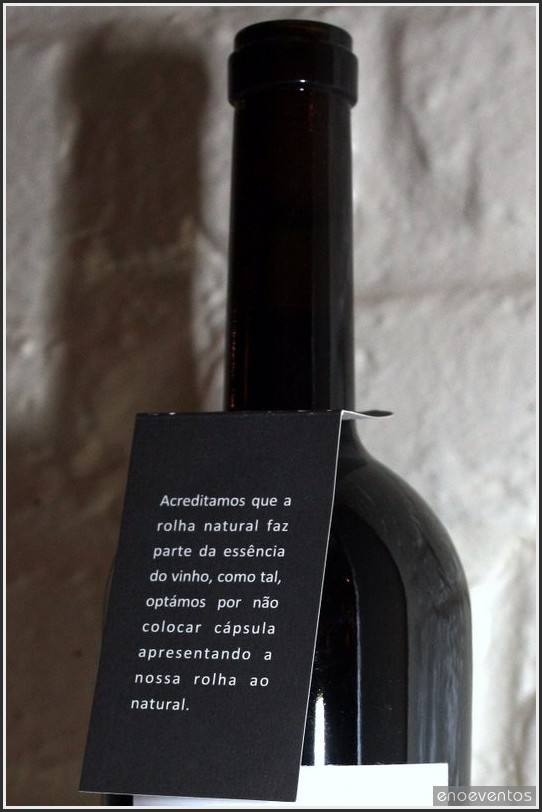 Acreditamos que a
rolha natural faz
parte da essência
do vinho, como tal,
optámos por não
colocar cápsula
apresentando a
nossa rolha ao
natural.
enoeventos